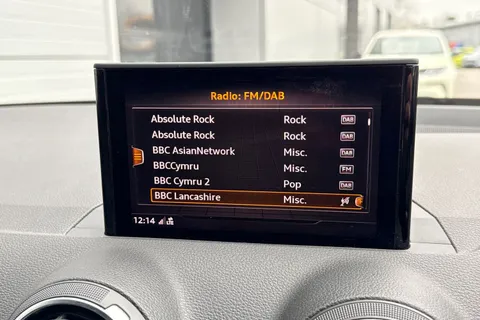 Radio: FM/DAB
Absolute Rock Rock DAB
Absolute Rock Rock DAB
BBC AsianNetwork Misc. DAB
BBCCymru Misc. FM
BBC Cymru 2 Pop DAB
BBC Lancashire Misc.
12:14